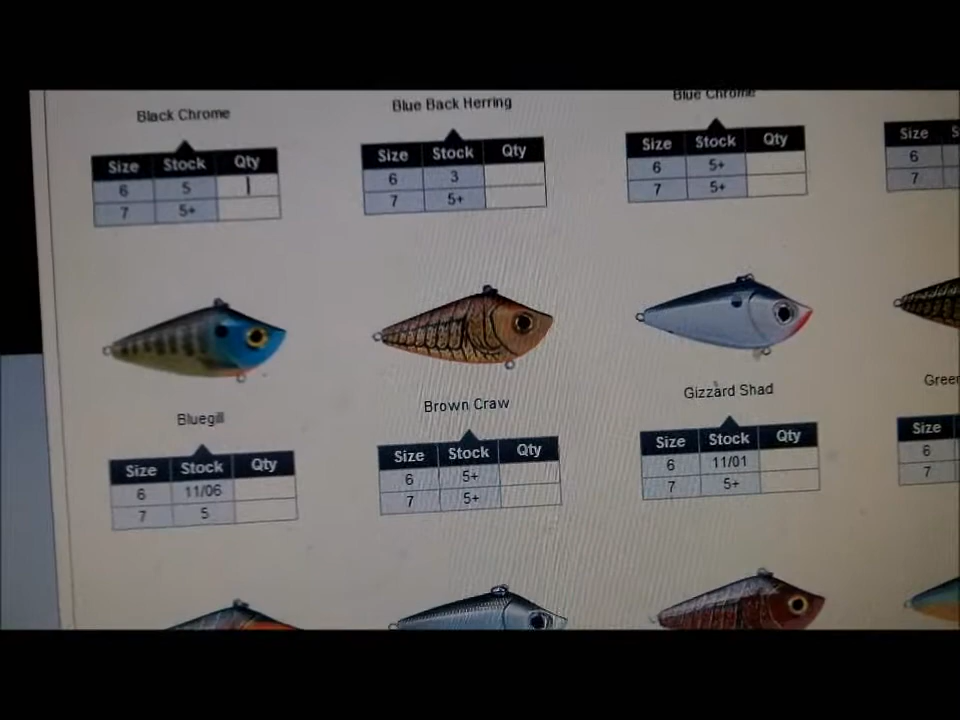 Black Chrome
Size Stock Qty
6 5
7 5+
Blue Back Herring
Size Stock Qty
6 3
7 5+
Blue Chrome
Size Stock Qty
6 5+
7 5+
Size
6
7
Bluegill
Size Stock Qty
6 11/06
7 5
Brown Craw
Size Stock Qty
6 5+
7 5+
Gizzard Shad
Size Stock Qty
6 11/01
7 5+
Green
Size
6
7